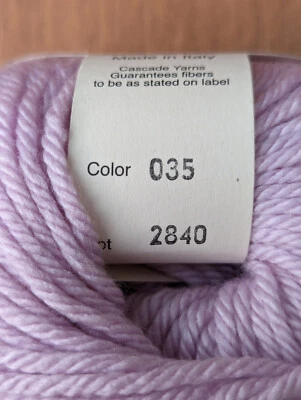 Made in Italy
Cascade Yarns
Guarantees fibers
to be as stated on label
Color 035
ot 2840